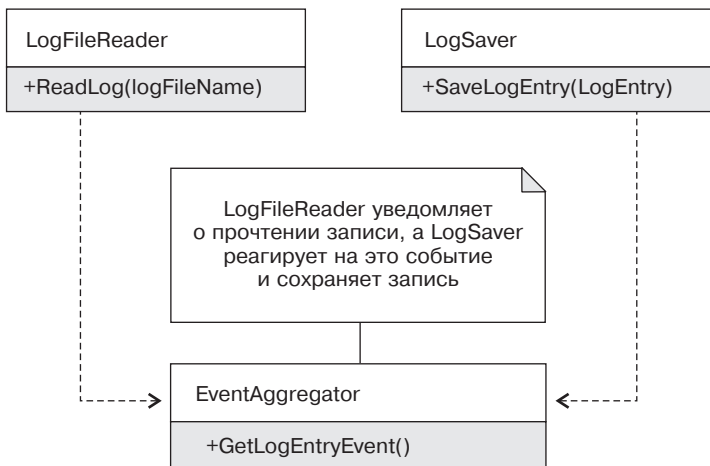 LogFileReader
+ReadLog(logFileName)
LogSaver
+SaveLogEntry(LogEntry)
LogFileReader уведомляет
о прочтении записи, а LogSaver
реагирует на это событие
и сохраняет запись
EventAggregator
+GetLogEntryEvent()